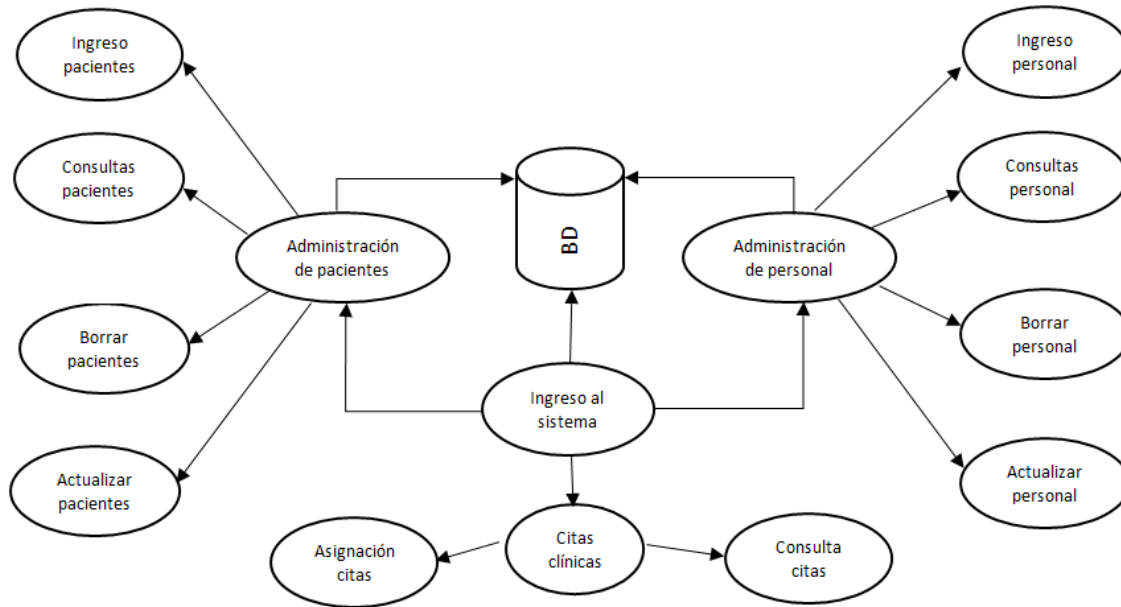 Ingreso
pacientes
Ingreso
personal
Consultas
pacientes
Consultas
personal
BD
Administración
de pacientes
Administración
de personal
Borrar
pacientes
Borrar
personal
Ingreso al
sistema
Actualizar
pacientes
Actualizar
personal
Asignación
citas
Citas
clínicas
Consulta
citas